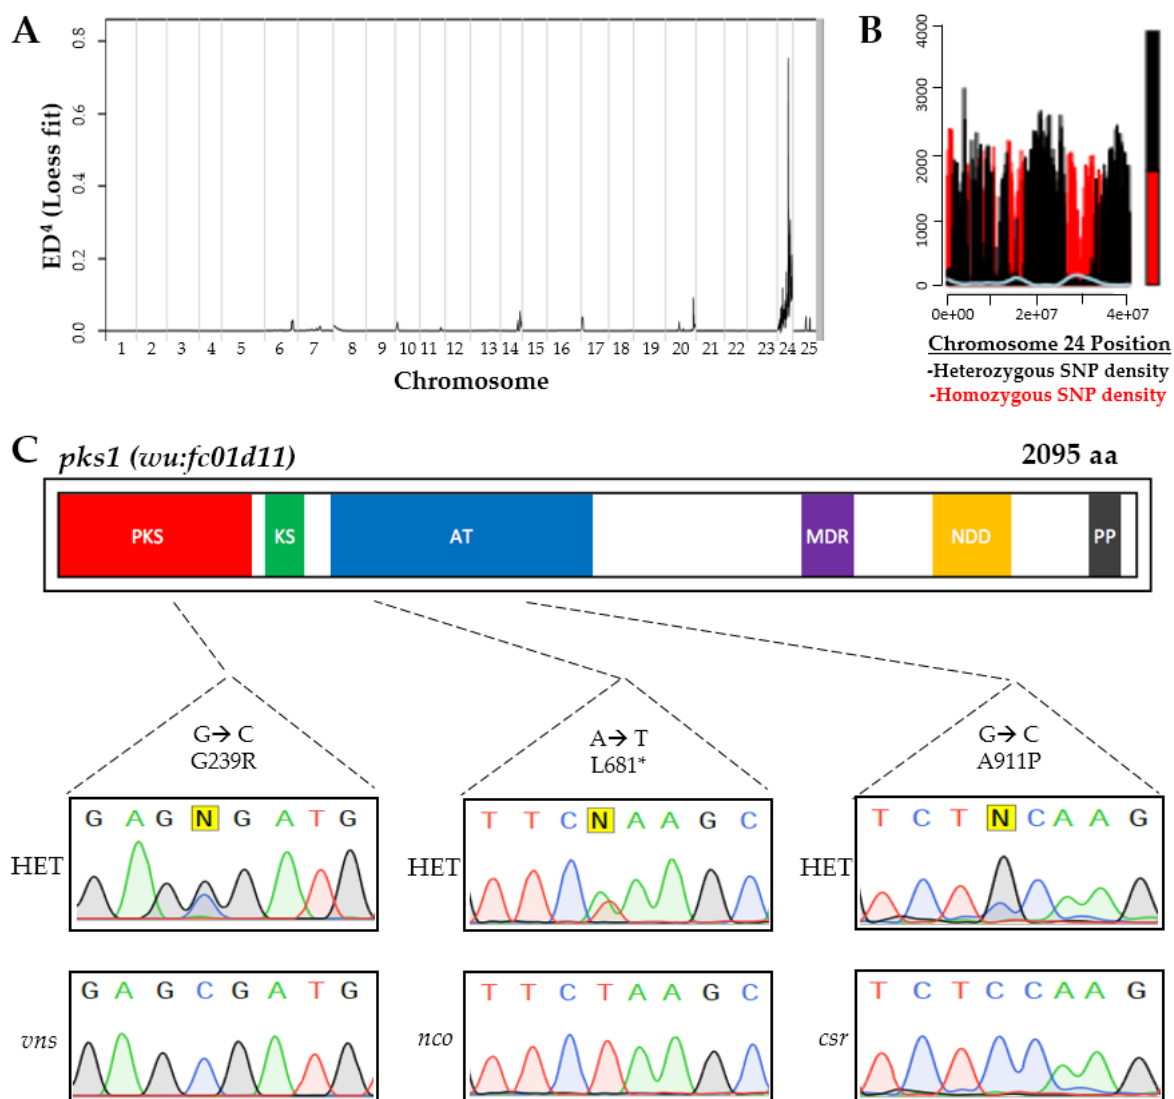 A
ED⁴ (Loess fit)
0.8
0.6
0.4
0.2
0.0
1 2 3 4 5 6 7 8 9 10 11 12 13 14 15 16 17 18 19 20 21 22 23 24 25
Chromosome
B
4000
3000
2000
1000
0
0e+00 2e+07 4e+07
Chromosome 24 Position
-Heterozygous SNP density
-Homozygous SNP density
C pks1 (wu:fc01d11) 2095 aa
PKS KS AT MDR NDD PP
G→ C
G239R
A→ T
L681*
G→ C
A911P
HET
G A G N G A T G
HET
T T C N A A G C
HET
T C T N C A A G
vns
G A G C G A T G
nco
T T C T A A G C
csr
T C T C C A A G